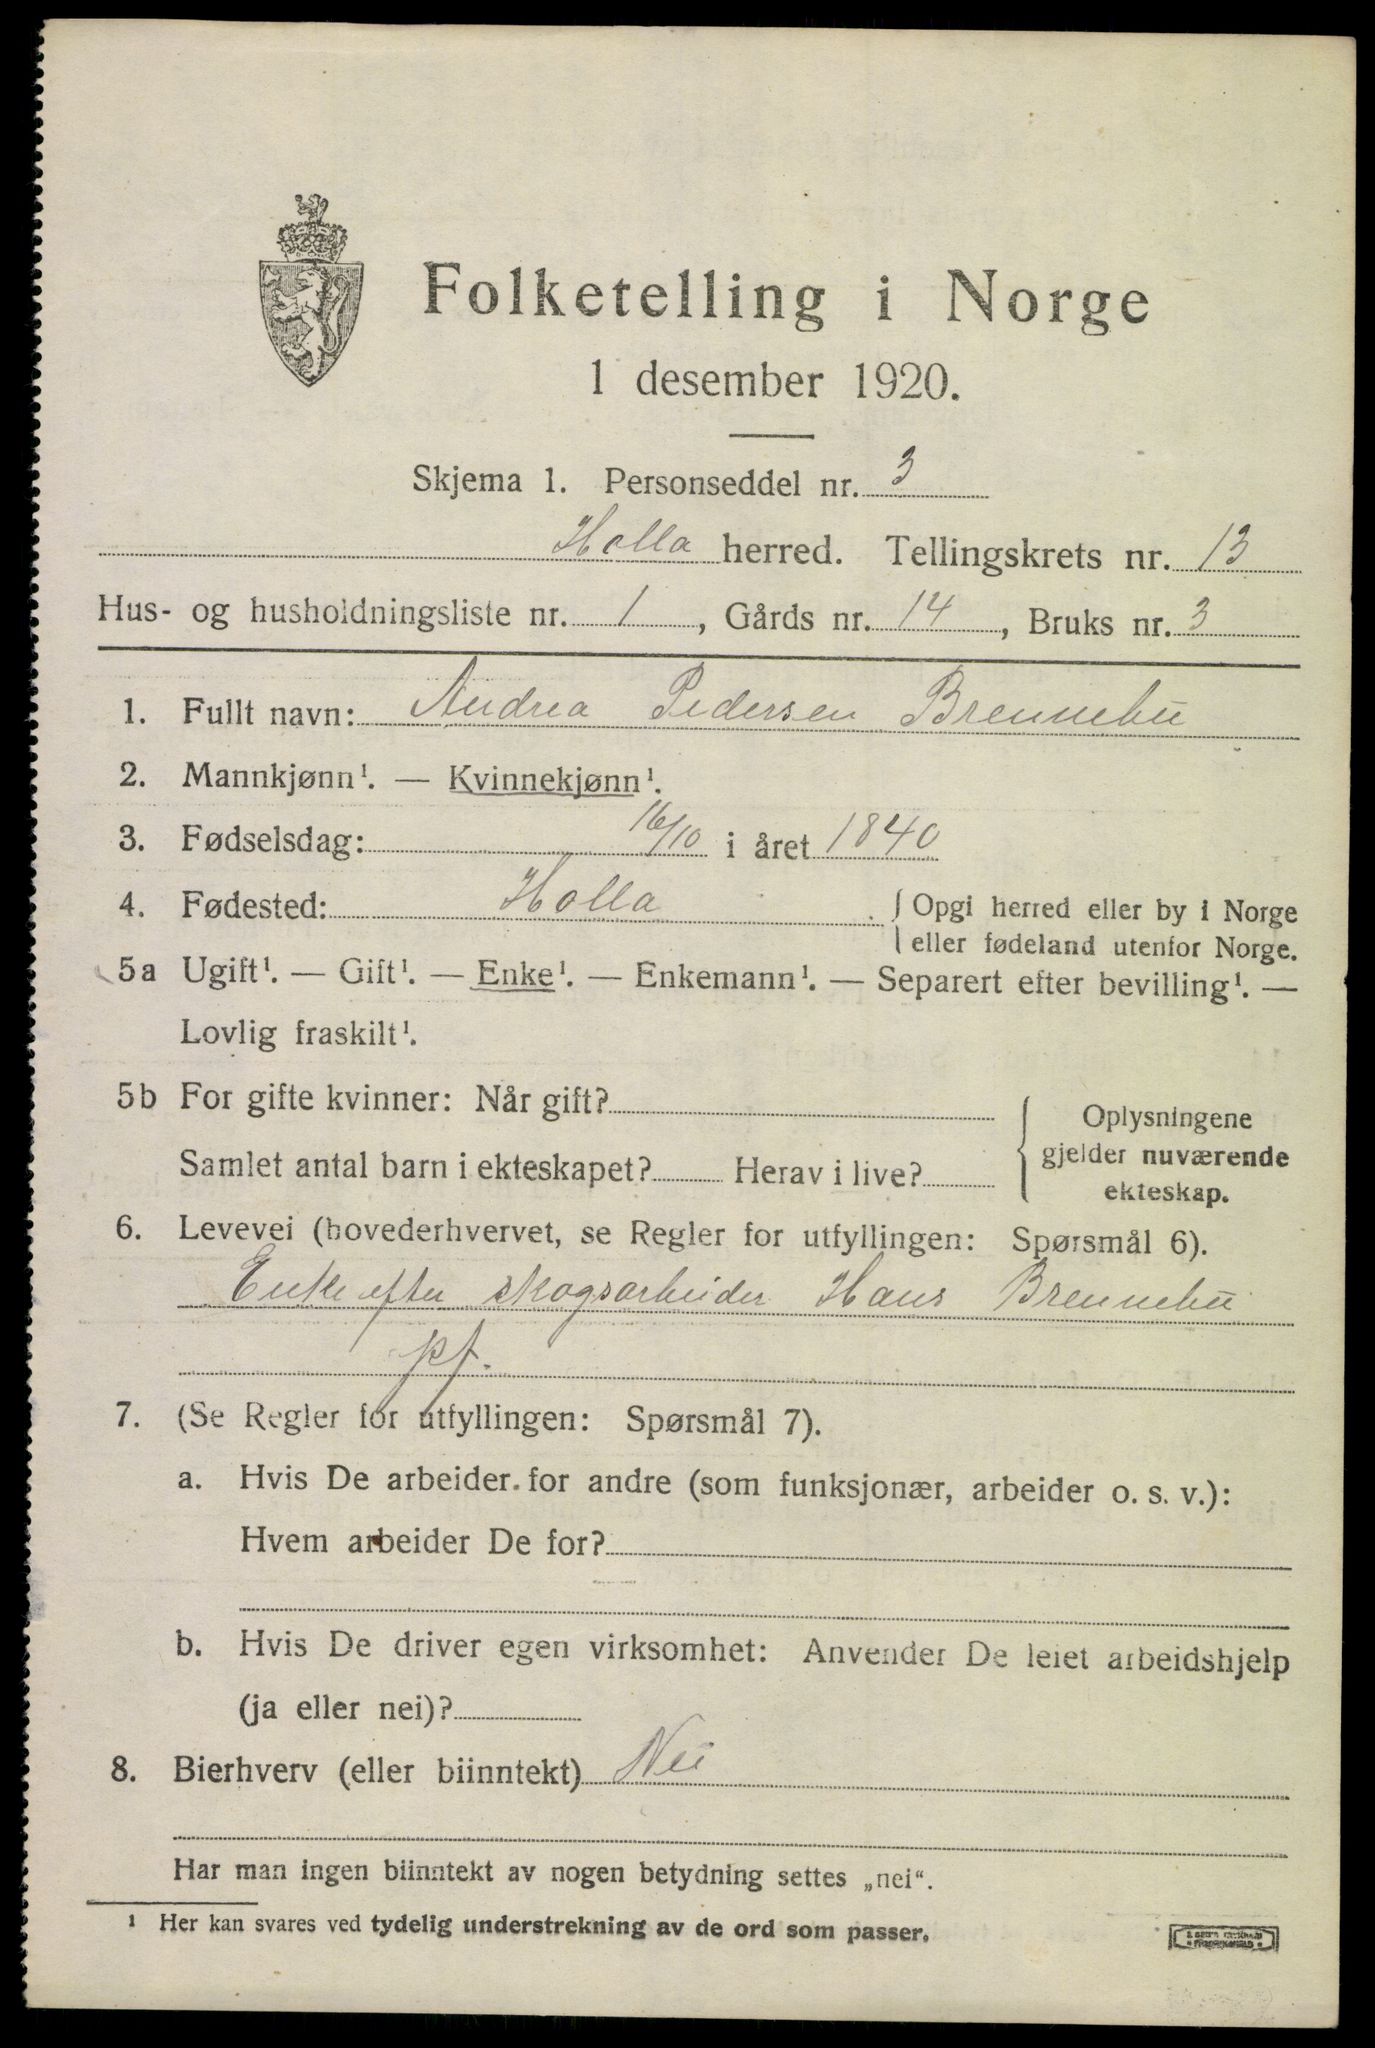 Folketelling i Norge
1 desember 1920.
Skjema 1. Personseddel nr. 3
Holla herred. Tellingskrets nr. 13
Hus- og husholdningsliste nr. 1, Gårds nr. 14, Bruks nr. 3
1. Fullt navn: Andrea Pedersen Brennebu
2. Mannkjønn¹. — Kvinnekjønn¹.
3. Fødselsdag: 16/10 i året 1840
4. Fødested: Holla. { Opgi herred eller by i Norge
eller fødeland utenfor Norge.
5a Ugift¹. — Gift¹. — Enke¹. — Enkemann¹. — Separert efter bevilling¹. —
Lovlig fraskilt¹.
5b For gifte kvinner: Når gift?
Samlet antal barn i ekteskapet? Herav i live?
Oplysningene
gjelder nuværende
ekteskap.
6. Levevei (hovederhvervet, se Regler for utfyllingen: Spørsmål 6).
Enke efter skogsarbeider Hans Brennebu
pf.
7. (Se Regler for utfyllingen: Spørsmål 7).
a. Hvis De arbeider for andre (som funksjonær, arbeider o. s. v.):
Hvem arbeider De for?
b. Hvis De driver egen virksomhet: Anvender De leiet arbeidshjelp
(ja eller nei)?
8. Bierhverv (eller biinntekt) Nei
Har man ingen biinntekt av nogen betydning settes „nei“.
¹ Her kan svares ved tydelig understrekning av de ord som passer.